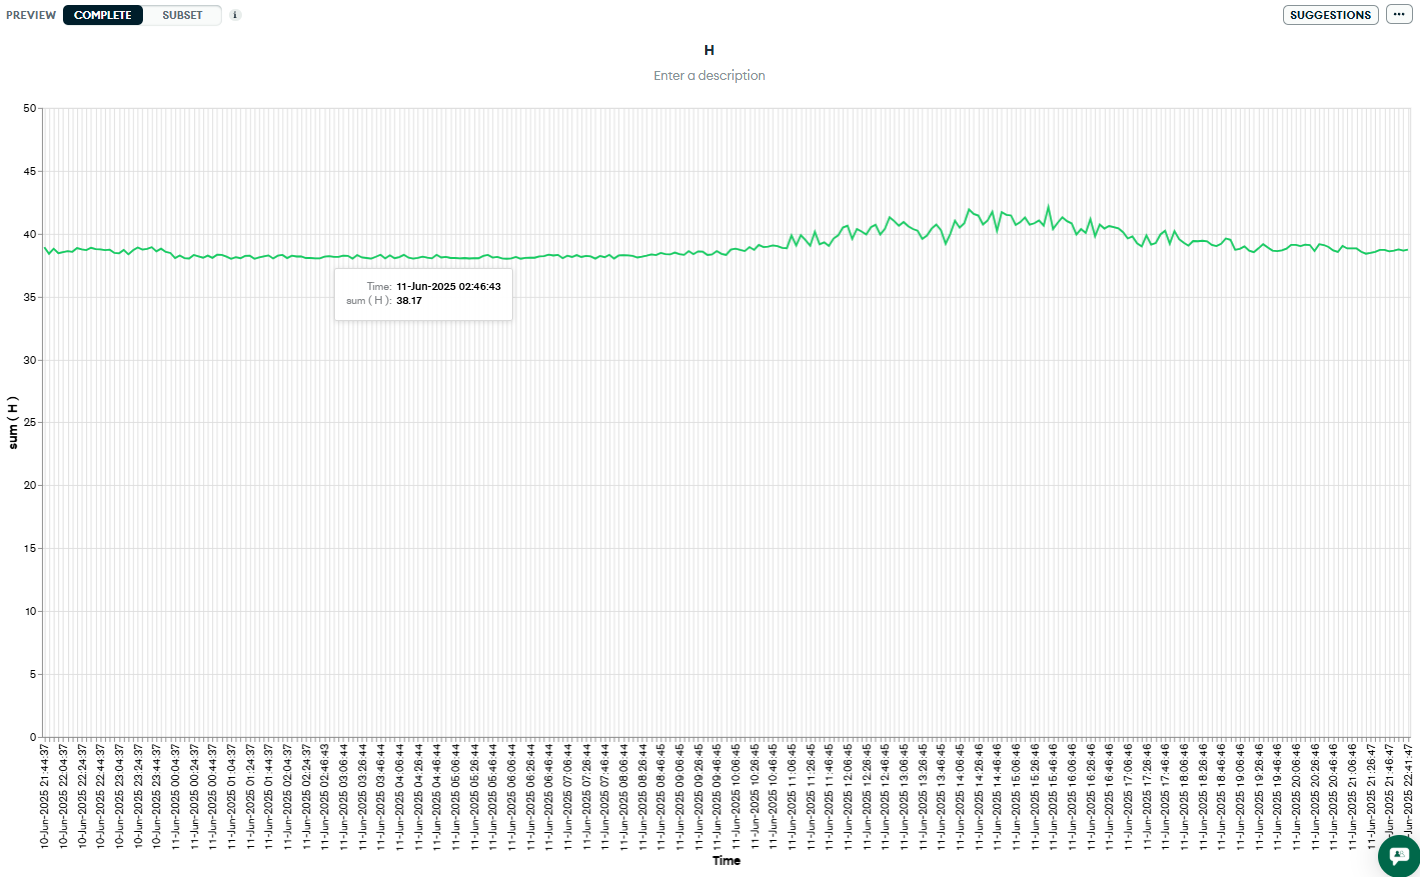 PREVIEW COMPLETE SUBSET i SUGGESTIONS ...
H
Enter a description
50
45
40
35
30
25
20
15
10
5
0
sum ( H )
Time: 11-Jun-2025 02:46:43
sum ( H ): 38.17
10-Jun-2025 21:44:37
10-Jun-2025 22:04:37
10-Jun-2025 22:24:37
10-Jun-2025 22:44:37
10-Jun-2025 23:04:37
10-Jun-2025 23:24:37
10-Jun-2025 23:44:37
11-Jun-2025 00:04:37
11-Jun-2025 00:24:37
11-Jun-2025 00:44:37
11-Jun-2025 01:04:37
11-Jun-2025 01:24:37
11-Jun-2025 01:44:37
11-Jun-2025 02:04:37
11-Jun-2025 02:24:37
11-Jun-2025 02:46:43
11-Jun-2025 03:06:44
11-Jun-2025 03:26:44
11-Jun-2025 03:46:44
11-Jun-2025 04:06:44
11-Jun-2025 04:26:44
11-Jun-2025 04:46:44
11-Jun-2025 05:06:44
11-Jun-2025 05:26:44
11-Jun-2025 05:46:44
11-Jun-2025 06:06:44
11-Jun-2025 06:26:44
11-Jun-2025 06:46:44
11-Jun-2025 07:06:44
11-Jun-2025 07:26:44
11-Jun-2025 07:46:44
11-Jun-2025 08:06:44
11-Jun-2025 08:26:44
11-Jun-2025 08:46:45
11-Jun-2025 09:06:45
11-Jun-2025 09:26:45
11-Jun-2025 09:46:45
11-Jun-2025 10:06:45
11-Jun-2025 10:26:45
11-Jun-2025 10:46:45
11-Jun-2025 11:06:45
11-Jun-2025 11:26:45
11-Jun-2025 11:46:45
11-Jun-2025 12:06:45
11-Jun-2025 12:26:45
11-Jun-2025 12:46:45
11-Jun-2025 13:06:45
11-Jun-2025 13:26:45
11-Jun-2025 13:46:45
11-Jun-2025 14:06:45
11-Jun-2025 14:26:46
11-Jun-2025 14:46:46
11-Jun-2025 15:06:46
11-Jun-2025 15:26:46
11-Jun-2025 15:46:46
11-Jun-2025 16:06:46
11-Jun-2025 16:26:46
11-Jun-2025 16:46:46
11-Jun-2025 17:06:46
11-Jun-2025 17:26:46
11-Jun-2025 17:46:46
11-Jun-2025 18:06:46
11-Jun-2025 18:26:46
11-Jun-2025 18:46:46
11-Jun-2025 19:06:46
11-Jun-2025 19:26:46
11-Jun-2025 19:46:46
11-Jun-2025 20:06:46
11-Jun-2025 20:26:46
11-Jun-2025 20:46:46
11-Jun-2025 21:06:46
11-Jun-2025 21:26:47
11-Jun-2025 21:46:47
-Jun-2025 22:41:47
Time